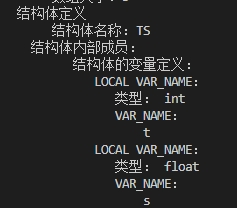 结构体定义
结构体名称：TS
结构体内部成员：
结构体的变量定义：
LOCAL VAR_NAME:
类型： int
VAR_NAME:
t
LOCAL VAR_NAME:
类型： float
VAR_NAME:
s